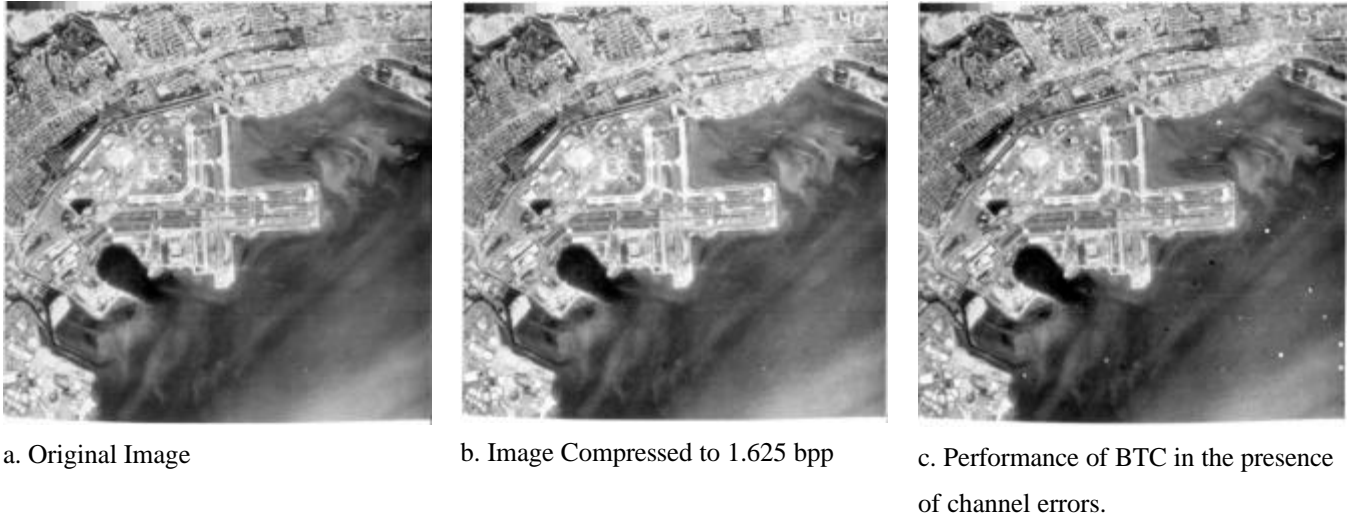 a. Original Image
b. Image Compressed to 1.625 bpp
c. Performance of BTC in the presence
of channel errors.